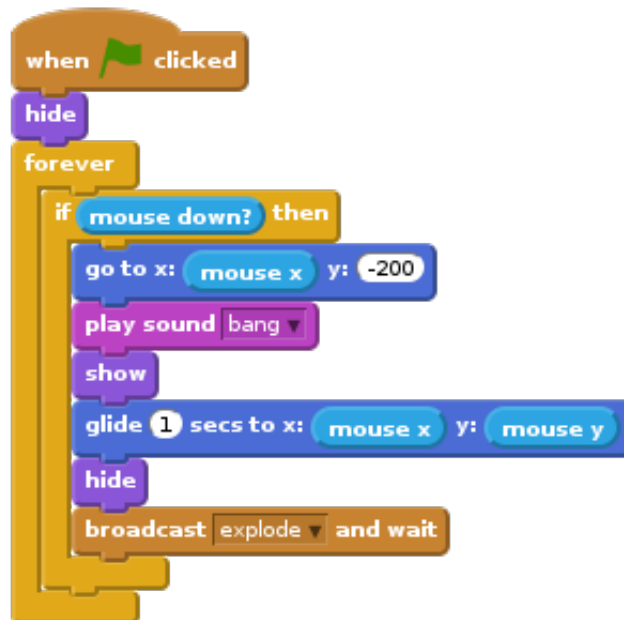 when clicked
hide
forever
if mouse down? then
go to x: mouse x y: -200
play sound bang
show
glide 1 secs to x: mouse x y: mouse y
hide
broadcast explode and wait